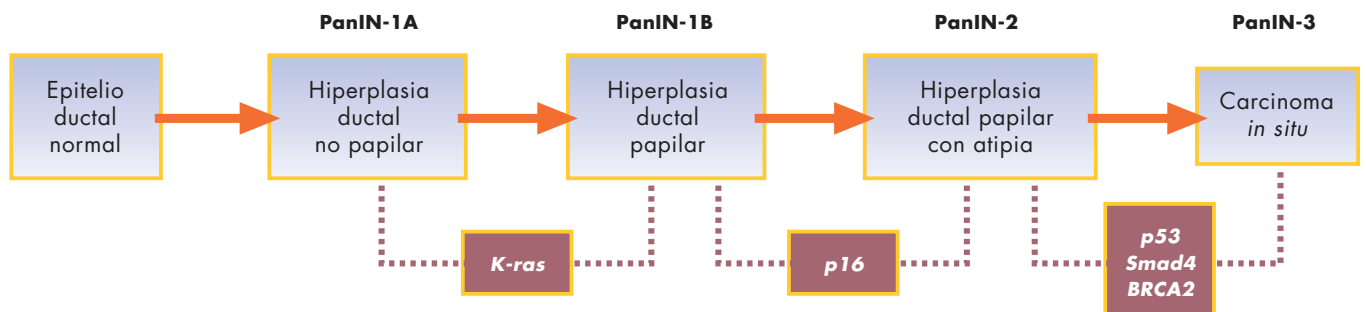 PanIN-1A
PanIN-1B
PanIN-2
PanIN-3
Epitelio
ductal
normal
Hiperplasia
ductal
no papilar
Hiperplasia
ductal
papilar
Hiperplasia
ductal papilar
con atipia
Carcinoma
in situ
K-ras
p16
p53
Smad4
BRCA2